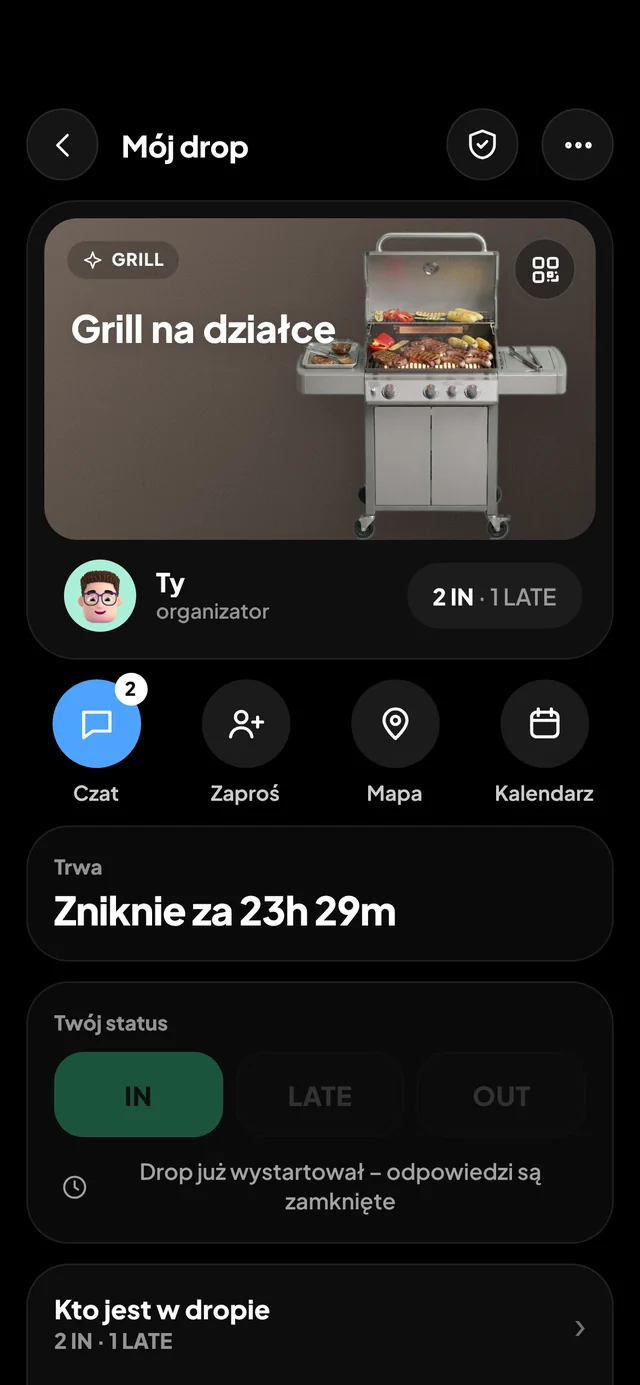 Mój drop
GRILL
Grill na działce
Ty
organizator
2 IN · 1 LATE
2
Czat
Zaproś
Mapa
Kalendarz
Trwa
Zniknie za 23h 29m
Twój status
IN
LATE
OUT
Drop już wystartował – odpowiedzi są
zamknięte
Kto jest w dropie
2 IN · 1 LATE